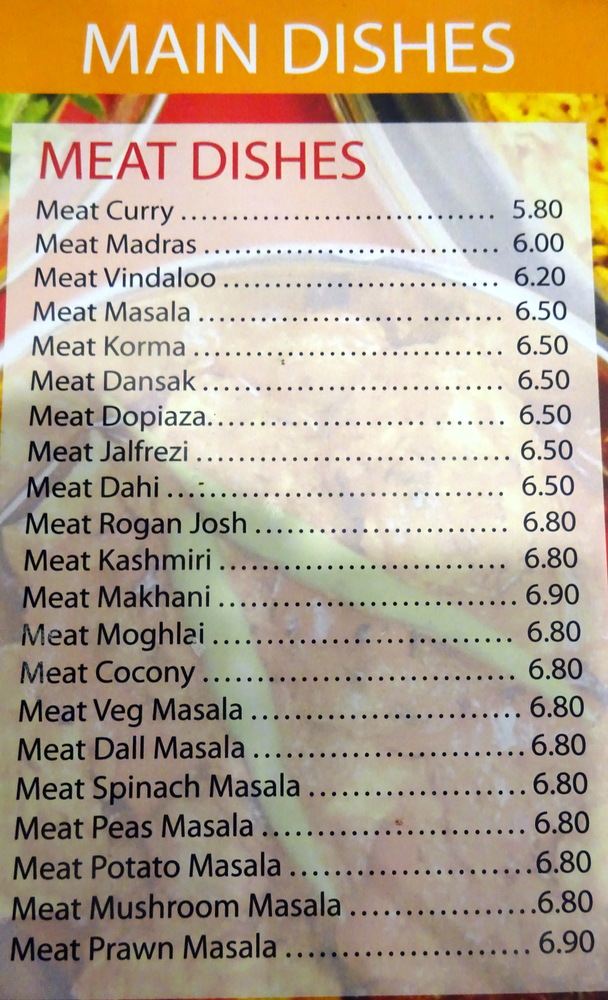 MAIN DISHES
MEAT DISHES
Meat Curry ............................... 5.80
Meat Madras ............................. 6.00
Meat Vindaloo ........................... 6.20
Meat Masala ............................. 6.50
Meat Korma .............................. 6.50
Meat Dansak ............................. 6.50
Meat Dopiaza............................. 6.50
Meat Jalfrezi ........................... 6.50
Meat Dahi ............................... 6.50
Meat Rogan Josh ......................... 6.80
Meat Kashmiri ........................... 6.80
Meat Makhani ............................ 6.90
Meat Moghlai ............................ 6.80
Meat Cocony ............................. 6.80
Meat Veg Masala ......................... 6.80
Meat Dall Masala ........................ 6.80
Meat Spinach Masala ..................... 6.80
Meat Peas Masala ........................ 6.80
Meat Potato Masala ......................6.80
Meat Mushroom Masala ..................6.80
Meat Prawn Masala ....................... 6.90